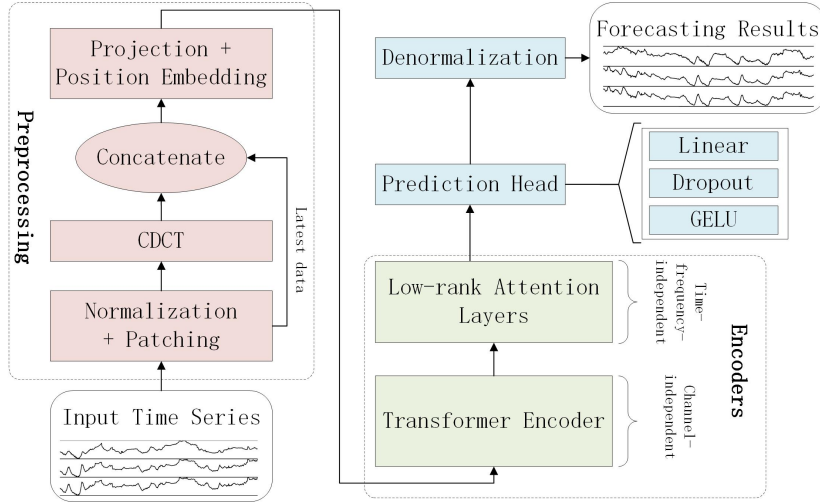 Projection +
Position Embedding
Preprocessing
Concatenate
Latest data
CDCT
Normalization
+ Patching
Input Time Series
Forecasting Results
Denormalization
Prediction Head
Linear
Dropout
GELU
Low-rank Attention
Layers
Time-
frequency-
independent
Encoders
Transformer Encoder
Channel-
independent